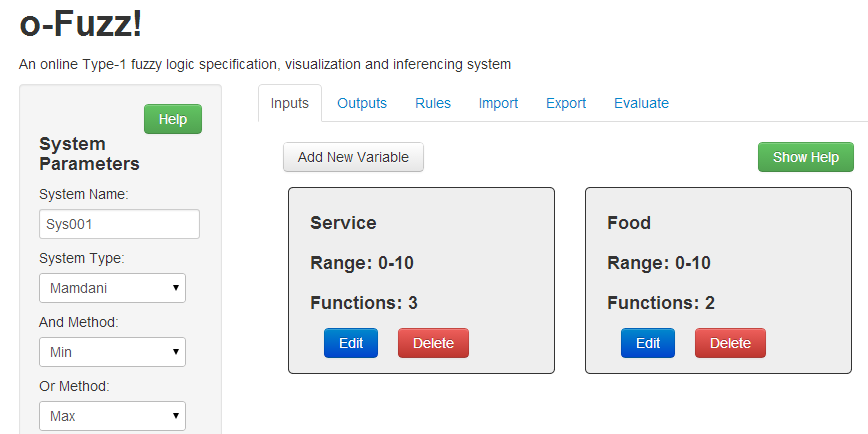 o-Fuzz!
An online Type-1 fuzzy logic specification, visualization and inferencing system
Help
System
Parameters
System Name:
Sys001
System Type:
Mamdani
And Method:
Min
Or Method:
Max
Inputs Outputs Rules Import Export Evaluate
Add New Variable
Show Help
Service
Range: 0-10
Functions: 3
Edit Delete
Food
Range: 0-10
Functions: 2
Edit Delete